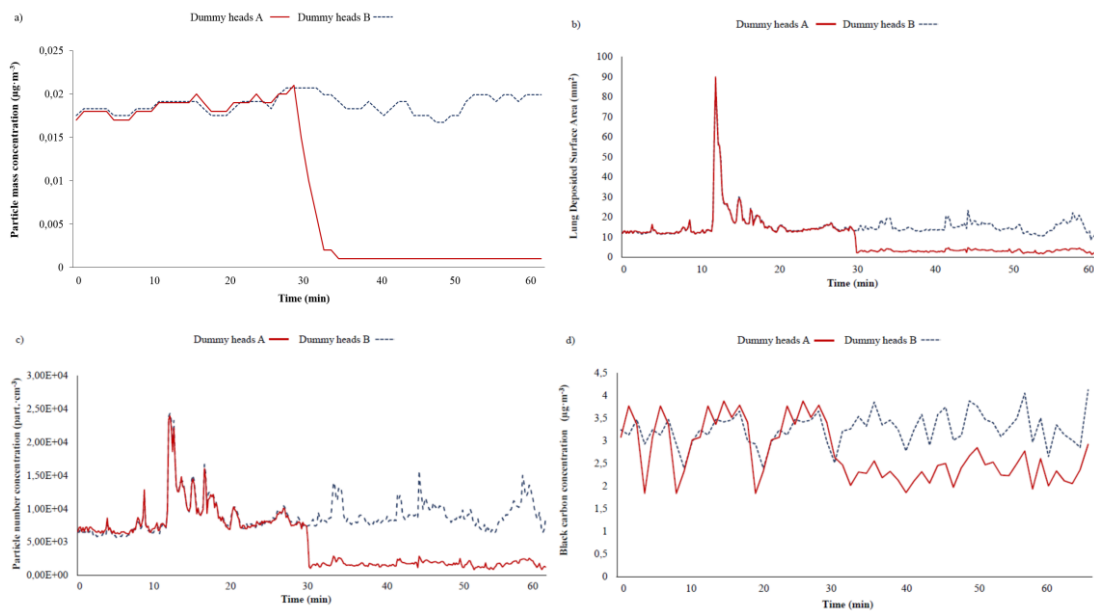 a)
Dummy heads A Dummy heads B
Particle mass concentration (µg·m-³)
0,025
0,02
0,015
0,01
0,005
0
0 10 20 30 40 50 60
Time (min)
b)
Dummy heads A Dummy heads B
Lung Deposided Surface Area (mm²)
100
90
80
70
60
50
40
30
20
10
0
0 10 20 30 40 50 60
Time (min)
c)
Dummy heads A Dummy heads B
Particle number concentration (part.·cm-³)
3,00E+04
2,50E+04
2,00E+04
1,50E+04
1,00E+04
5,00E+03
0,00E+00
0 10 20 30 40 50 60
Time (min)
d)
Dummy heads A Dummy heads B
Black carbon concentration (µg·m-³)
4,5
4
3,5
3
2,5
2
1,5
1
0,5
0
0 10 20 30 40 50 60
Time (min)